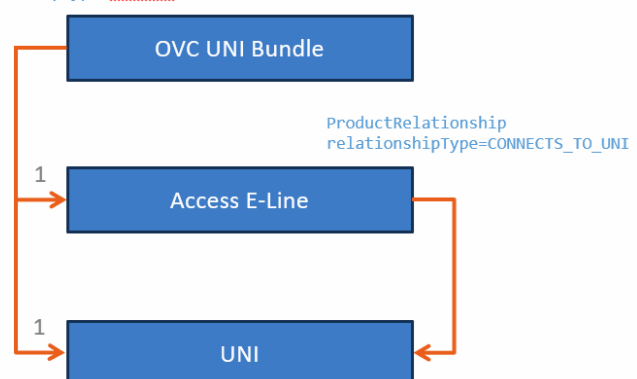 OVC UNI Bundle
ProductRelationship
relationshipType=CONNECTS_TO_UNI
1
Access E-Line
1
UNI